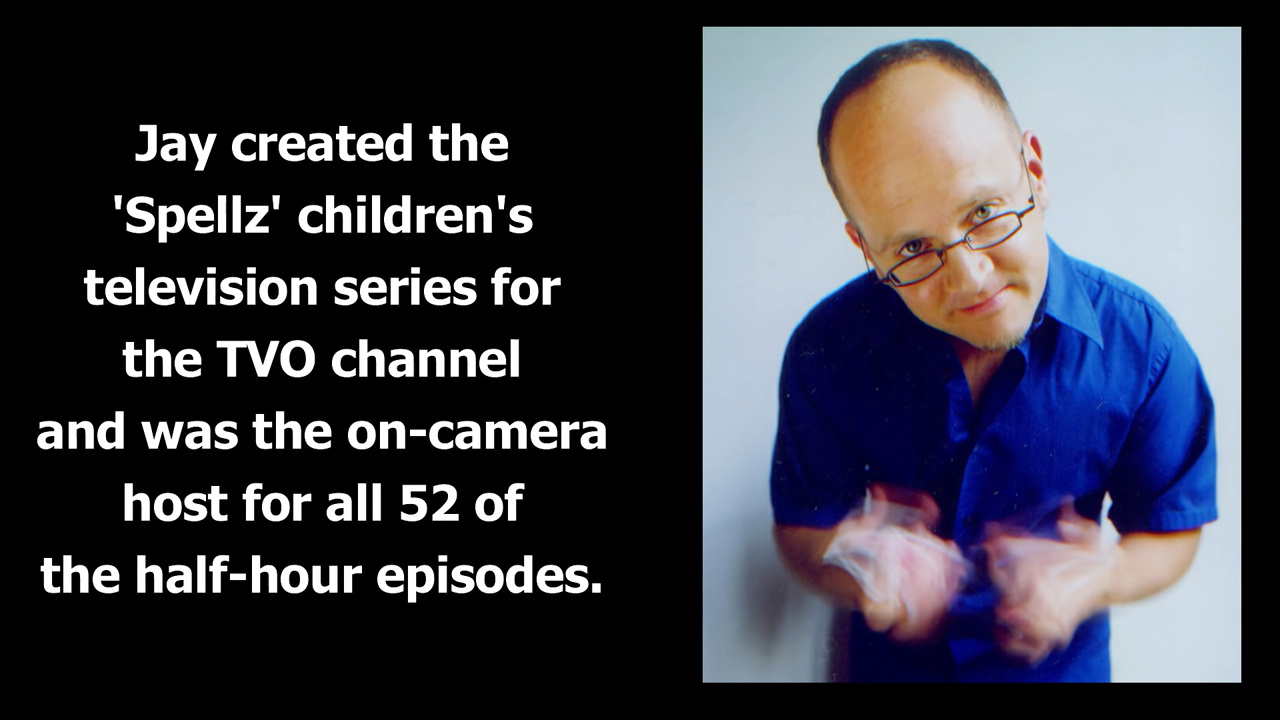 Jay created the
'Spellz' children's
television series for
the TVO channel
and was the on-camera
host for all 52 of
the half-hour episodes.